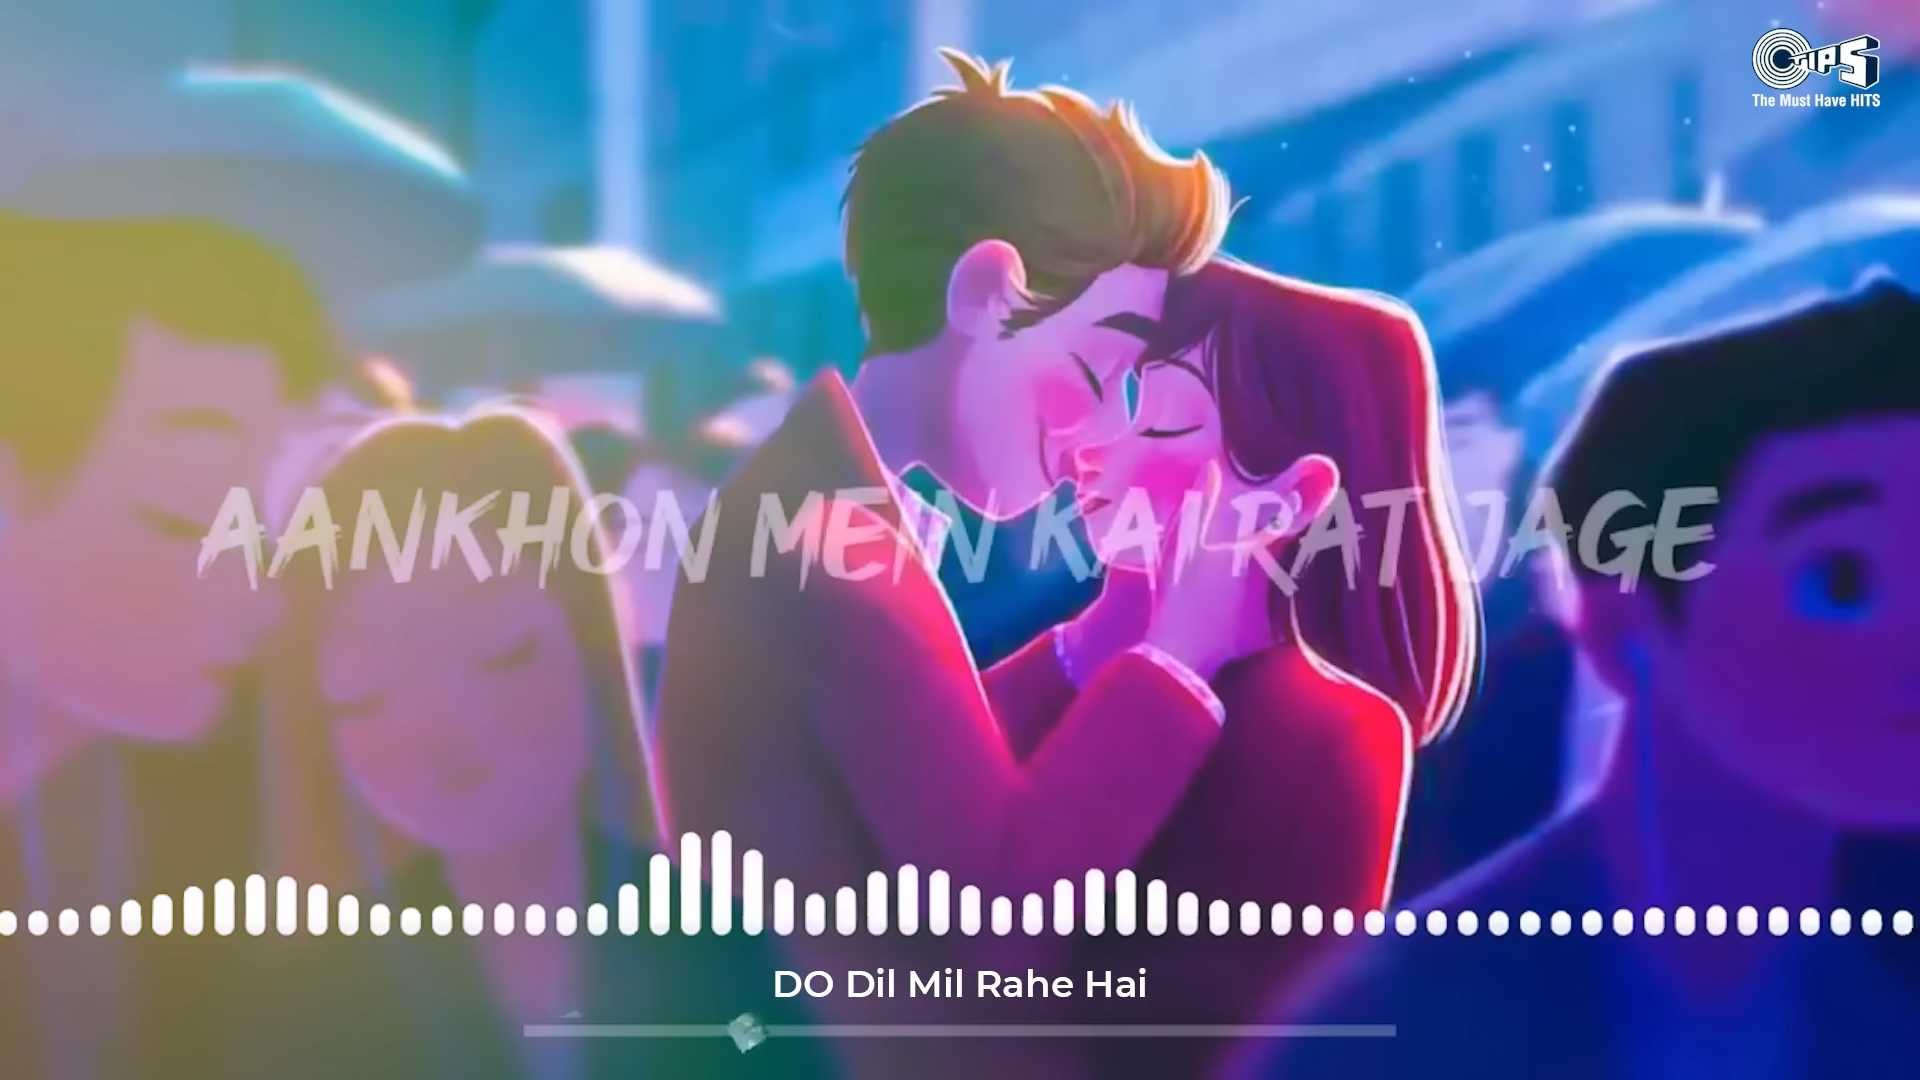 TIPS
The Must Have HITS
AANKHON MEIN KAI RAT JAGE
DO Dil Mil Rahe Hai